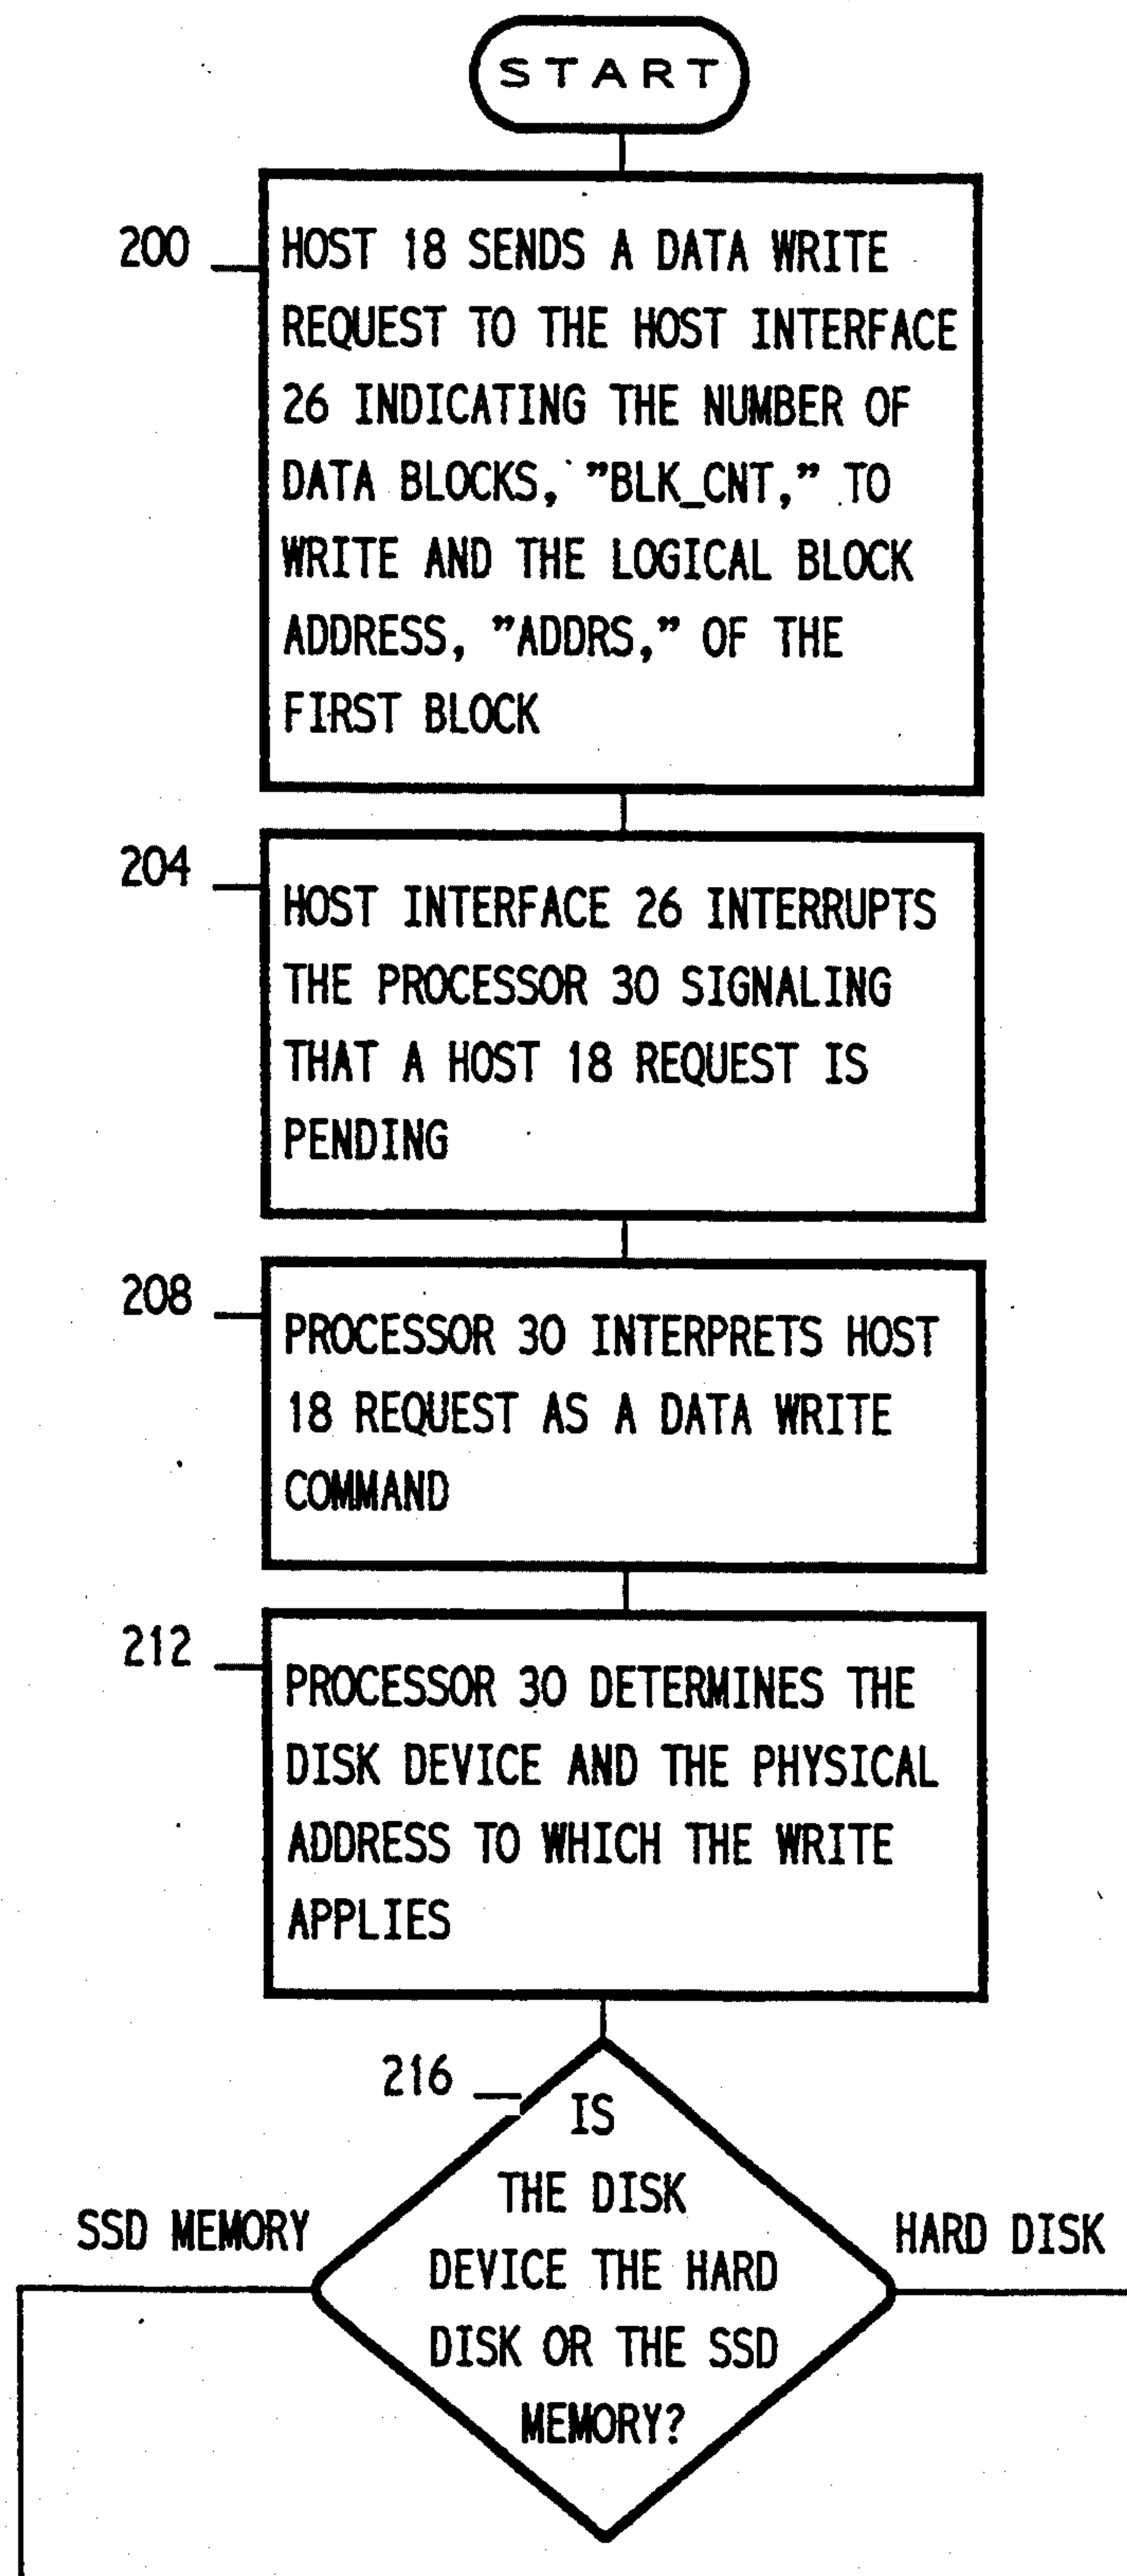 START
200
HOST 18 SENDS A DATA WRITE
REQUEST TO THE HOST INTERFACE
26 INDICATING THE NUMBER OF
DATA BLOCKS, "BLK_CNT," TO
WRITE AND THE LOGICAL BLOCK
ADDRESS, "ADDRS," OF THE
FIRST BLOCK
204
HOST INTERFACE 26 INTERRUPTS
THE PROCESSOR 30 SIGNALING
THAT A HOST 18 REQUEST IS
PENDING
208
PROCESSOR 30 INTERPRETS HOST
18 REQUEST AS A DATA WRITE
COMMAND
212
PROCESSOR 30 DETERMINES THE
DISK DEVICE AND THE PHYSICAL
ADDRESS TO WHICH THE WRITE
APPLIES
216
IS
THE DISK
DEVICE THE HARD
DISK OR THE SSD
MEMORY?
SSD MEMORY
HARD DISK